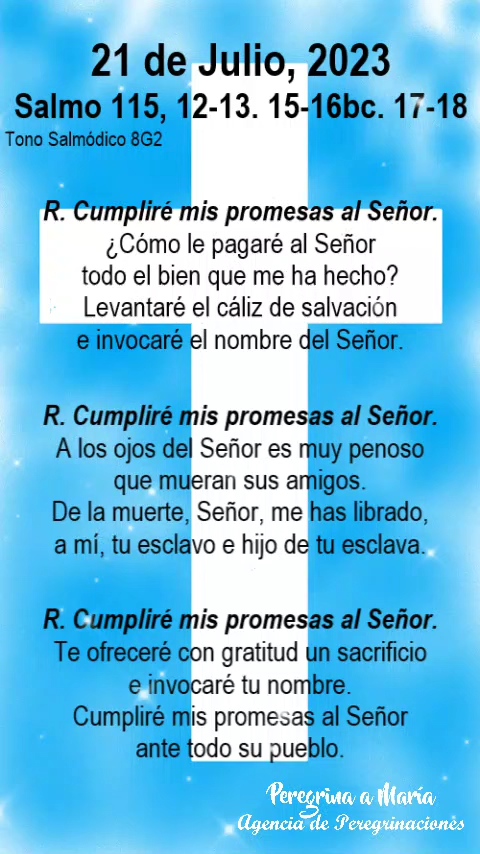 21 de Julio, 2023
Salmo 115, 12-13. 15-16bc. 17-18
Tono Salmódico 8G2
R. Cumpliré mis promesas al Señor.
¿Cómo le pagaré al Señor
todo el bien que me ha hecho?
Levantaré el cáliz de salvación
e invocaré el nombre del Señor.
R. Cumpliré mis promesas al Señor.
A los ojos del Señor es muy penoso
que mueran sus amigos.
De la muerte, Señor, me has librado,
a mí, tu esclavo e hijo de tu esclava.
R. Cumpliré mis promesas al Señor.
Te ofreceré con gratitud un sacrificio
e invocaré tu nombre.
Cumpliré mis promesas al Señor
ante todo su pueblo.
Peregrina a María
Agencia de Peregrinaciones